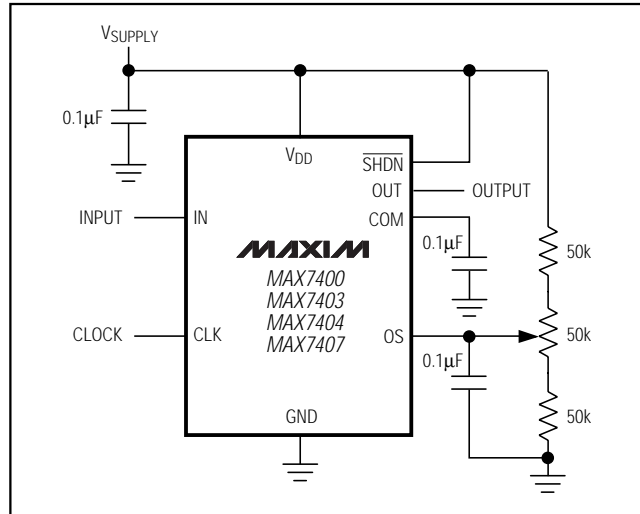 VSUPPLY
0.1μF
VDD
SHDN
OUT
OUTPUT
INPUT
IN
COM
MAXIM
0.1μF
50k
MAX7400
MAX7403
MAX7404
MAX7407
CLOCK
CLK
OS
50k
0.1μF
GND
50k